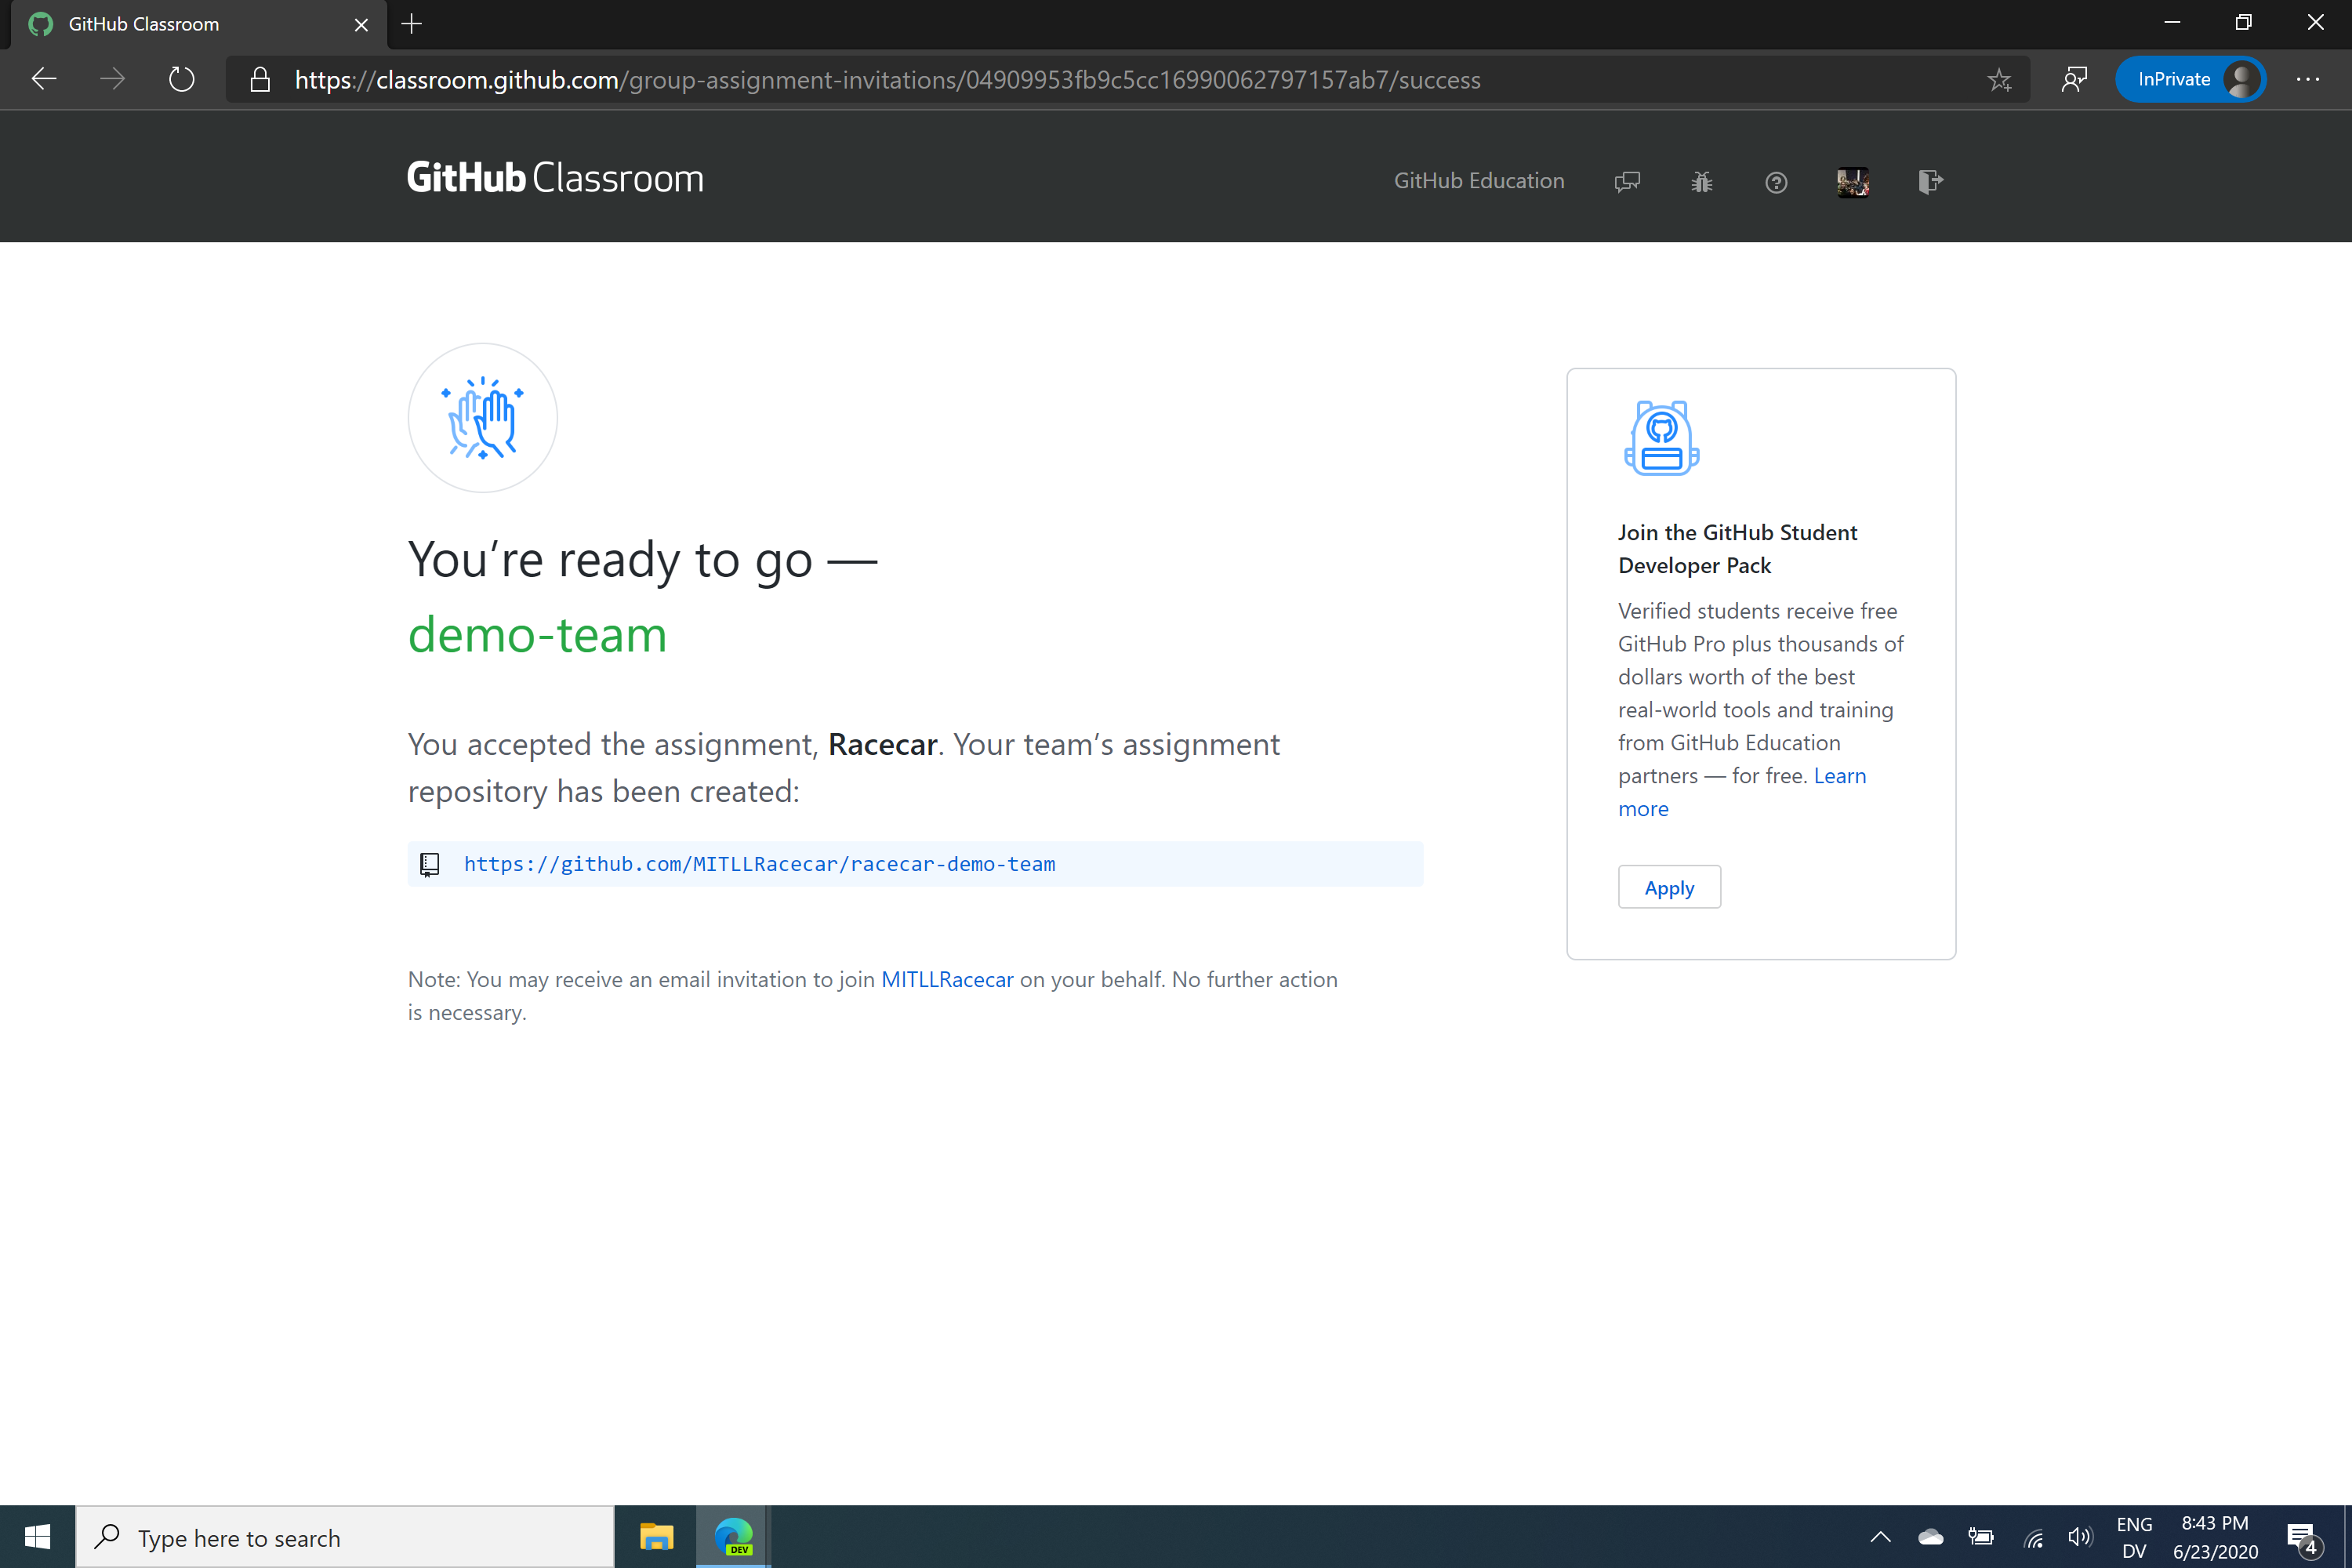 GitHub Classroom
https://classroom.github.com/group-assignment-invitations/04909953fb9c5cc16990062797157ab7/success
InPrivate
GitHub Classroom
GitHub Education
You're ready to go —
demo-team
You accepted the assignment, Racecar. Your team's assignment
repository has been created:
https://github.com/MITLLRacecar/racecar-demo-team
Note: You may receive an email invitation to join MITLLRacecar on your behalf. No further action
is necessary.
Join the GitHub Student
Developer Pack
Verified students receive free
GitHub Pro plus thousands of
dollars worth of the best
real-world tools and training
from GitHub Education
partners — for free. Learn
more
Apply
Type here to search
DEV
ENG
DV
8:43 PM
6/23/2020
4